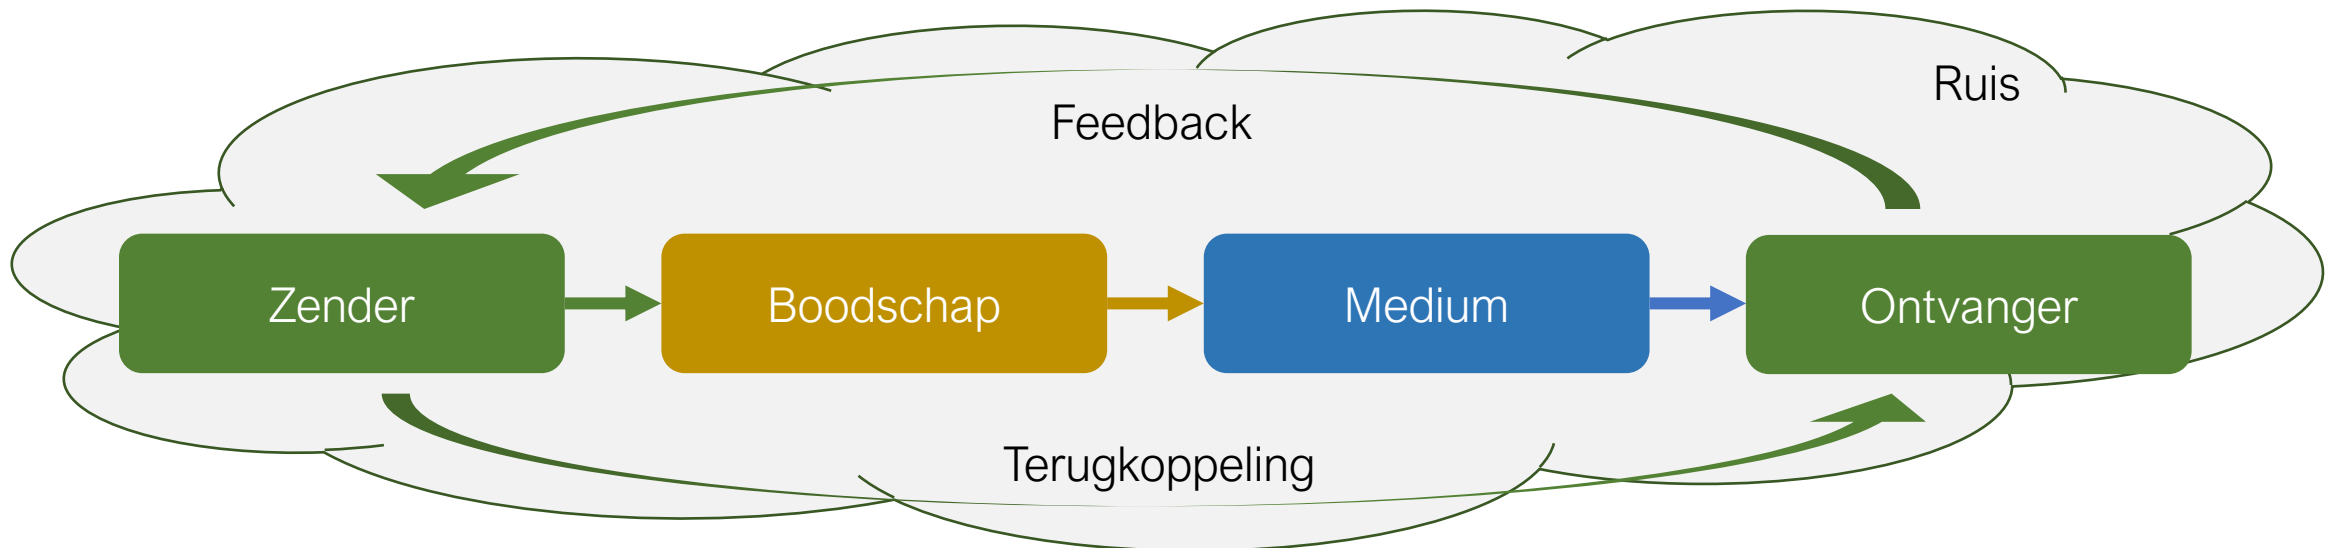 Ruis
Feedback
Zender
Boodschap
Medium
Ontvanger
Terugkoppeling